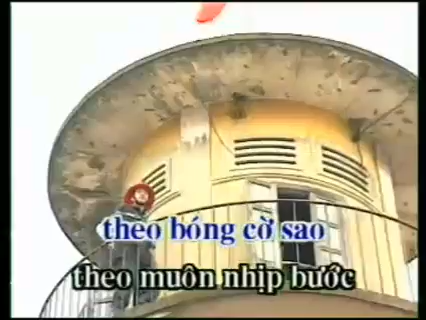 theo bóng cờ sao
theo muôn nhịp bước